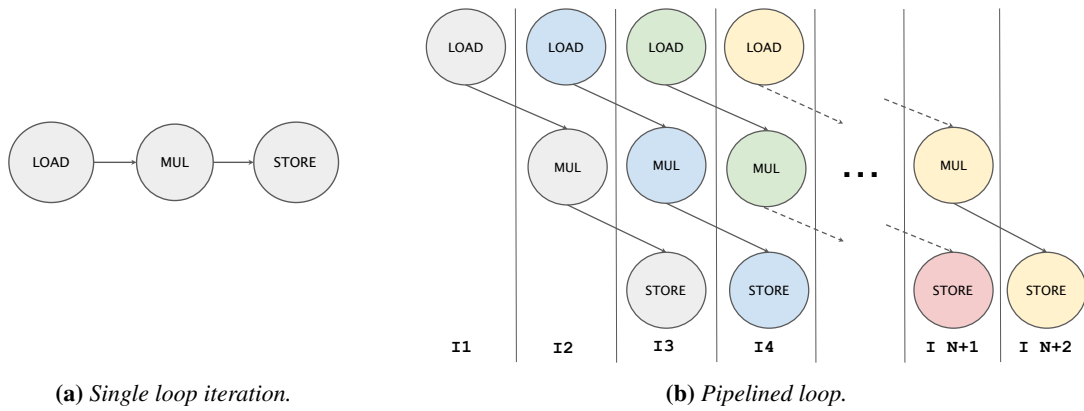 LOAD LOAD LOAD LOAD
LOAD MUL STORE
MUL MUL MUL ... MUL
STORE STORE STORE STORE
I1 I2 I3 I4 I N+1 I N+2
(a) Single loop iteration.
(b) Pipelined loop.